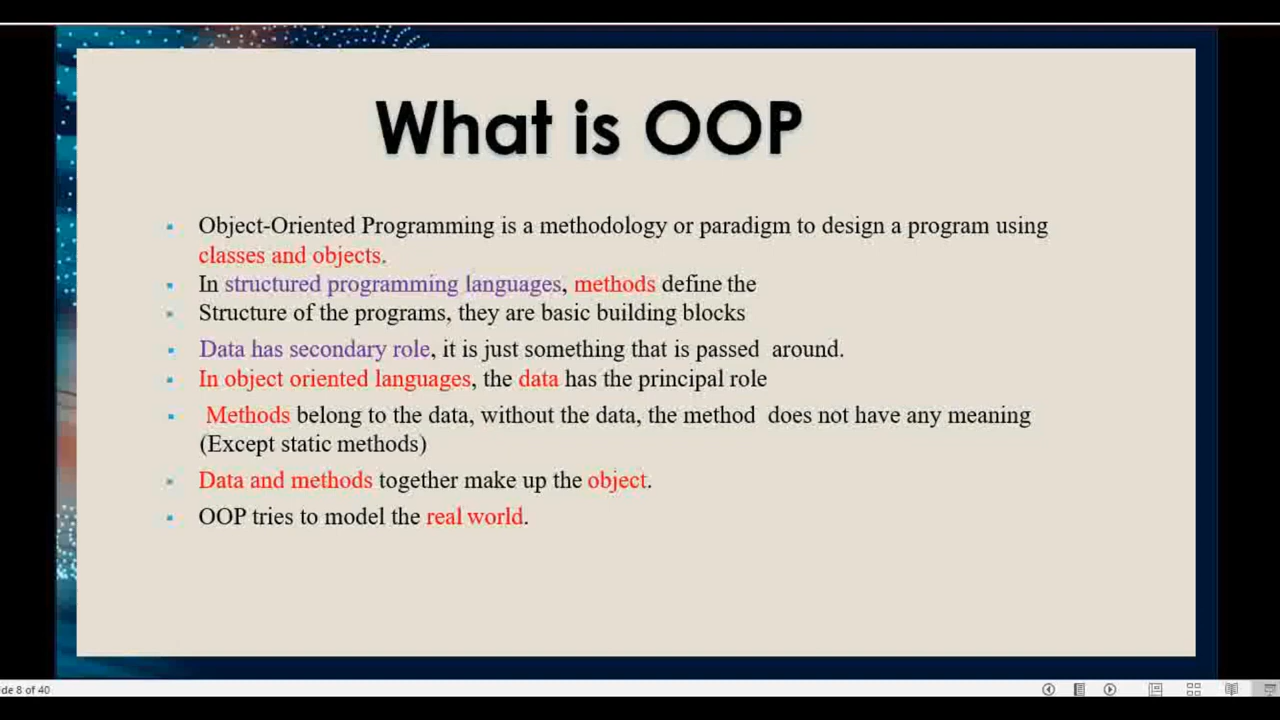 What is OOP
Object-Oriented Programming is a methodology or paradigm to design a program using
classes and objects.
In structured programming languages, methods define the
Structure of the programs, they are basic building blocks
Data has secondary role, it is just something that is passed around.
In object oriented languages, the data has the principal role
Methods belong to the data, without the data, the method does not have any meaning
(Except static methods)
Data and methods together make up the object.
OOP tries to model the real world.
de 8 of 40